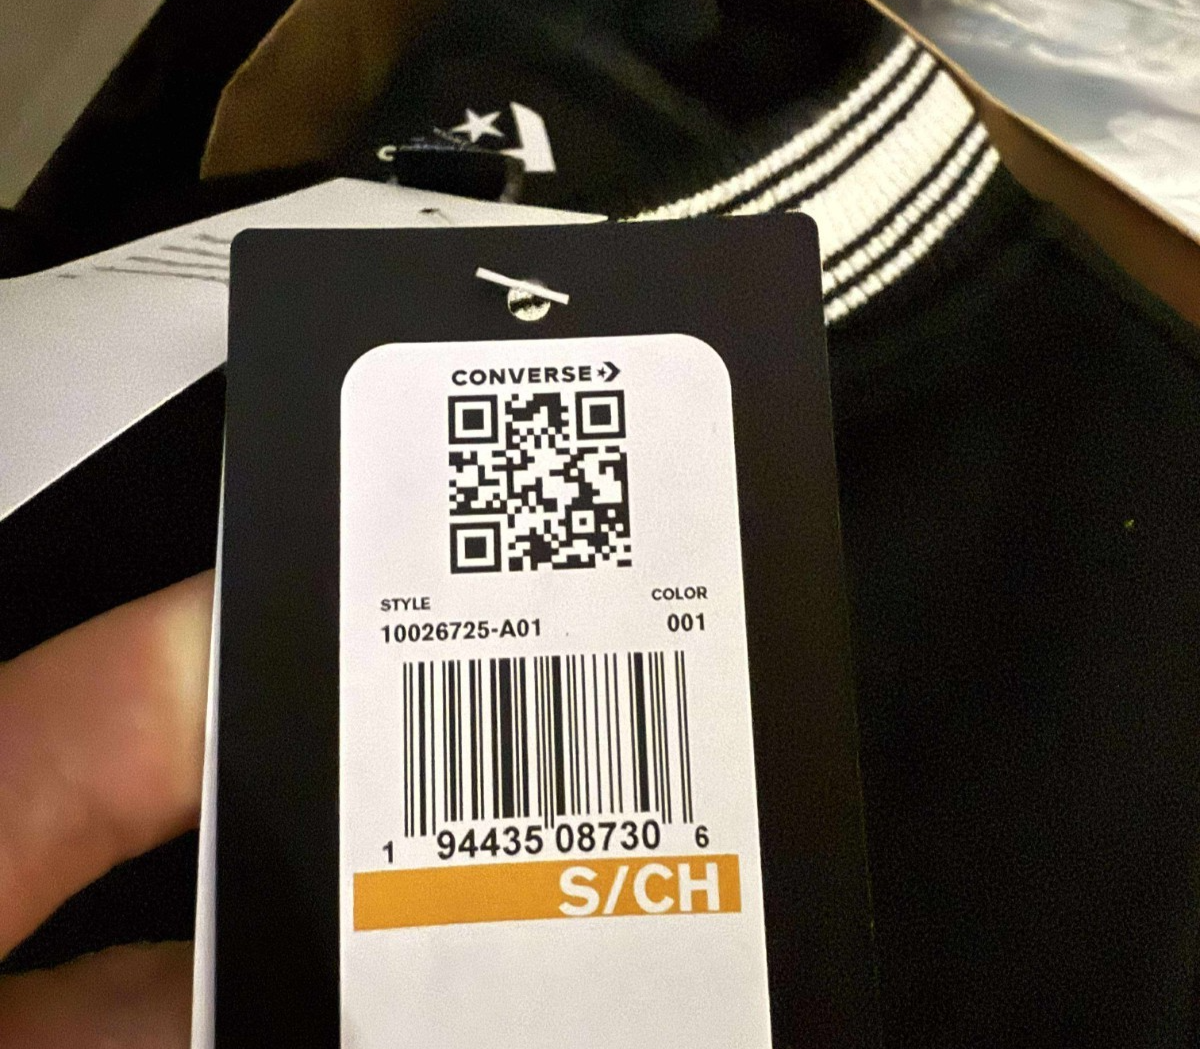 CONVERSE
STYLE
COLOR
10026725-A01
001
1 94435 08730 6
S/CH